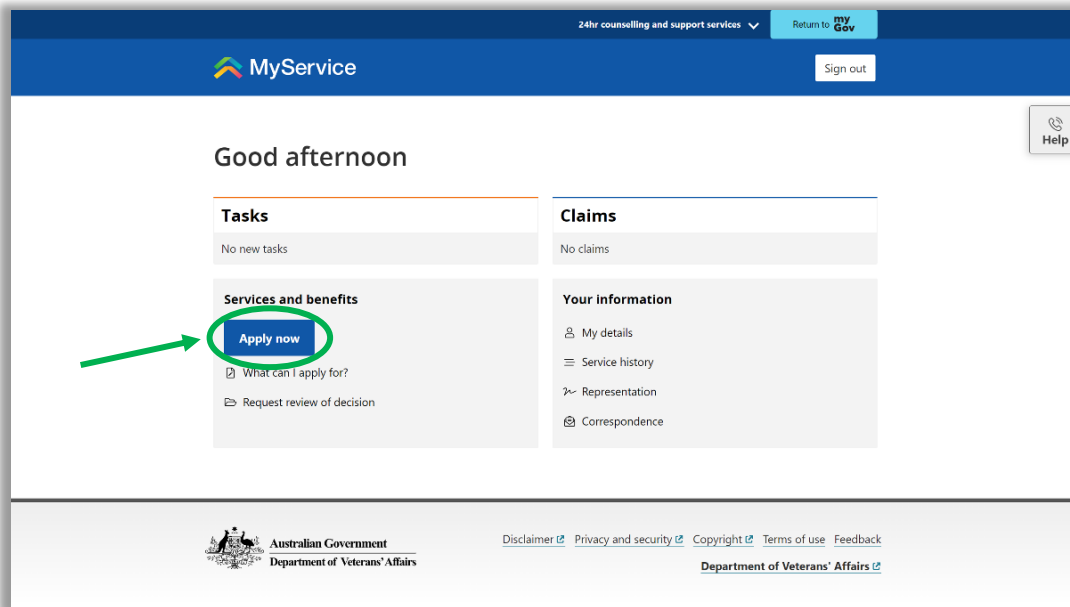 24hr counselling and support services
Return to myGov
MyService
Sign out
Help
Good afternoon
Tasks
No new tasks
Claims
No claims
Services and benefits
Apply now
What can I apply for?
Request review of decision
Your information
My details
Service history
Representation
Correspondence
Australian Government
Department of Veterans' Affairs
Disclaimer Privacy and security Copyright Terms of use Feedback
Department of Veterans' Affairs